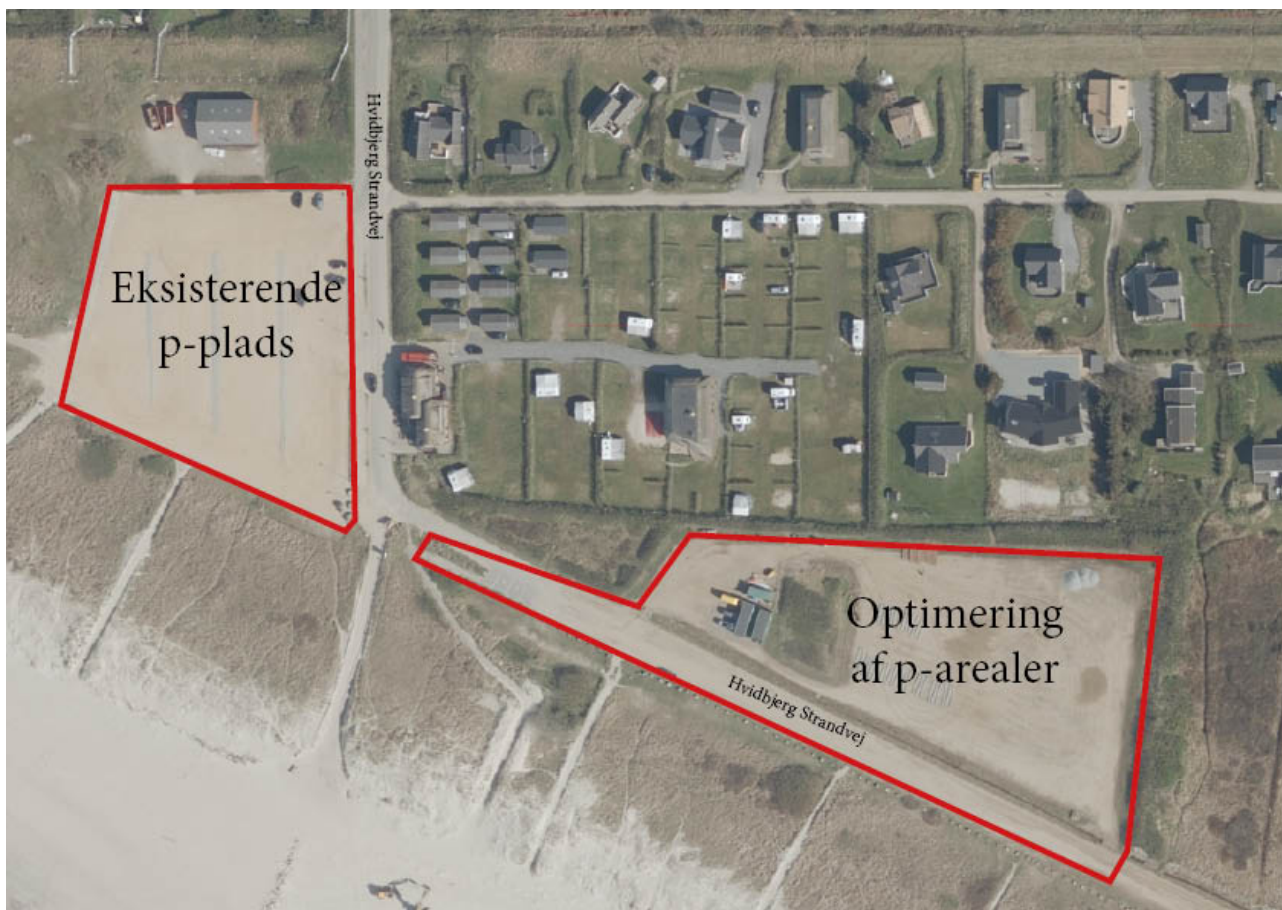 Hvidbjerg Strandvej
Eksisterende
p-plads
Optimering
af p-arealer
Hvidbjerg Strandvej